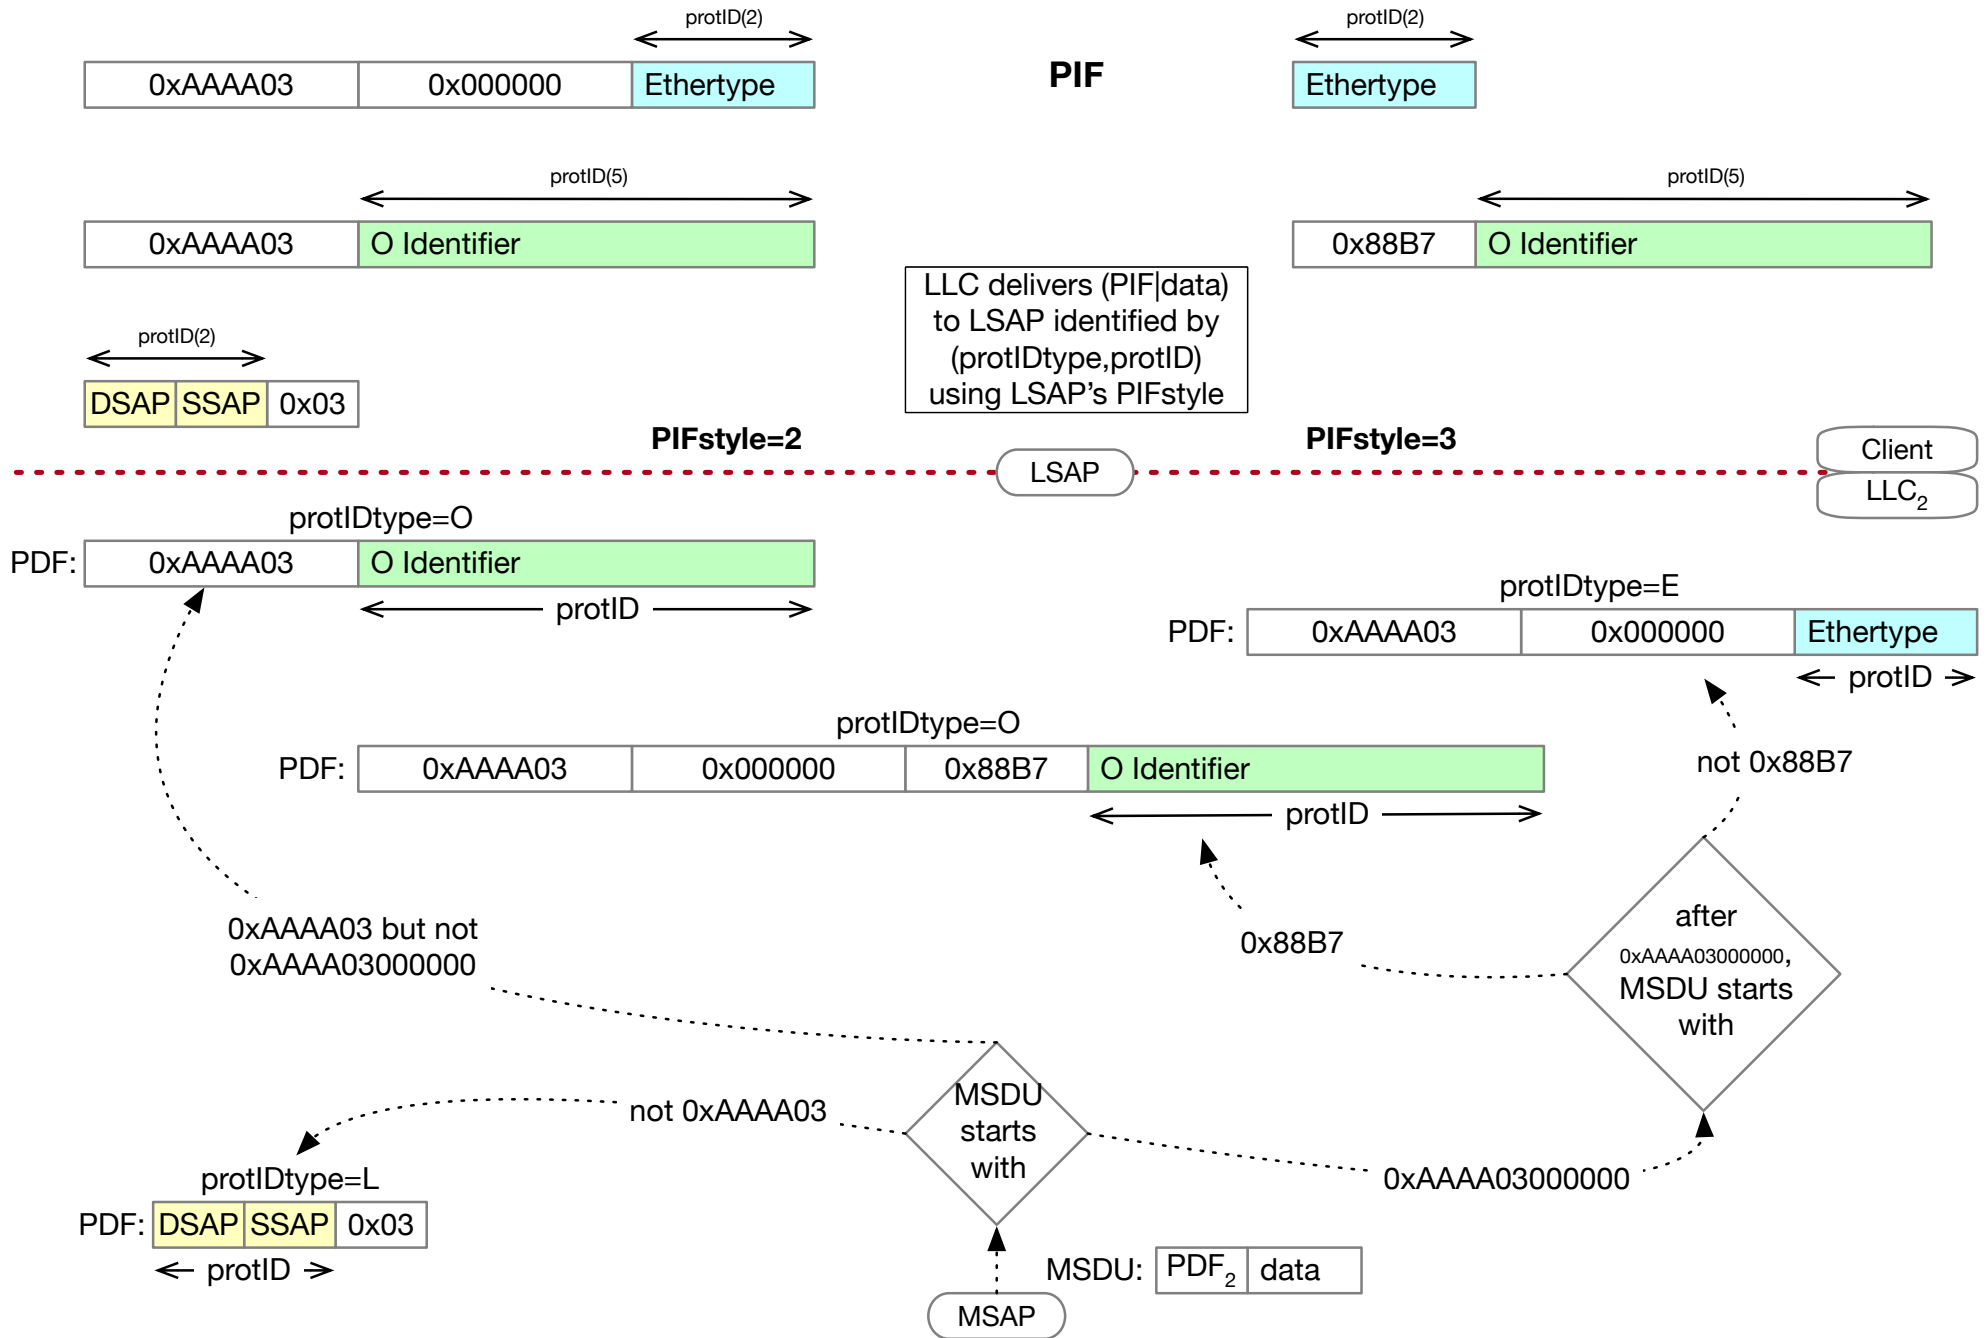 protID(2)
0xAAAA03 0x000000 Ethertype
PIF
protID(2)
Ethertype
protID(5)
0xAAAA03 O Identifier
protID(5)
0x88B7 O Identifier
LLC delivers (PIF|data)
to LSAP identified by
(protIDtype,protID)
using LSAP's PIFstyle
protID(2)
DSAP SSAP 0x03
PIFstyle=2
PIFstyle=3
LSAP
Client
LLC2
protIDtype=O
PDF: 0xAAAA03 O Identifier
protID
protIDtype=E
PDF: 0xAAAA03 0x000000 Ethertype
protID
protIDtype=O
PDF: 0xAAAA03 0x000000 0x88B7 O Identifier
protID
not 0x88B7
0xAAAA03 but not
0xAAAA03000000
0x88B7
after
0xAAAA03000000,
MSDU starts
with
not 0xAAAA03
MSDU
starts
with
0xAAAA03000000
protIDtype=L
PDF: DSAP SSAP 0x03
protID
MSDU: PDF2 data
MSAP